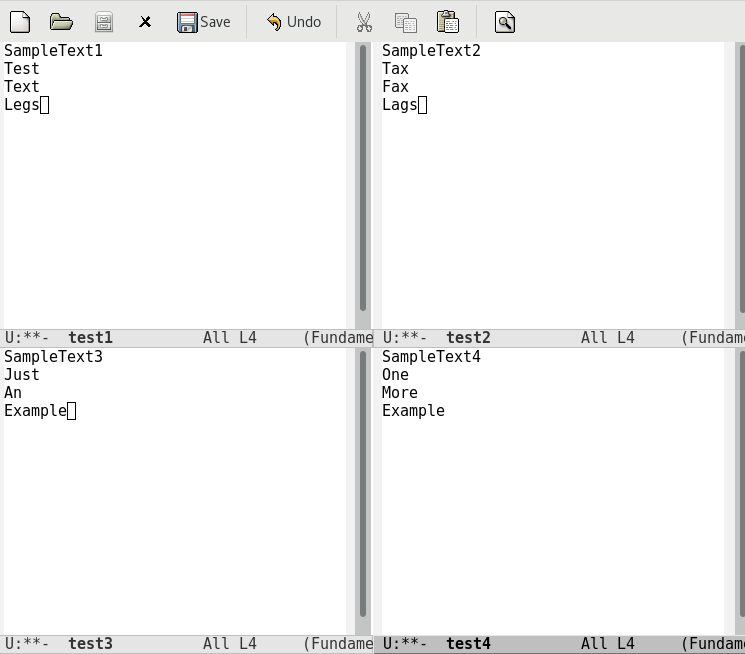 Save Undo
SampleText1
Test
Text
Legs
U:**- test1 All L4 (Fundame
SampleText2
Tax
Fax
Lags
U:**- test2 All L4 (Fundame
SampleText3
Just
An
Example
U:**- test3 All L4 (Fundame
SampleText4
One
More
Example
U:**- test4 All L4 (Fundame